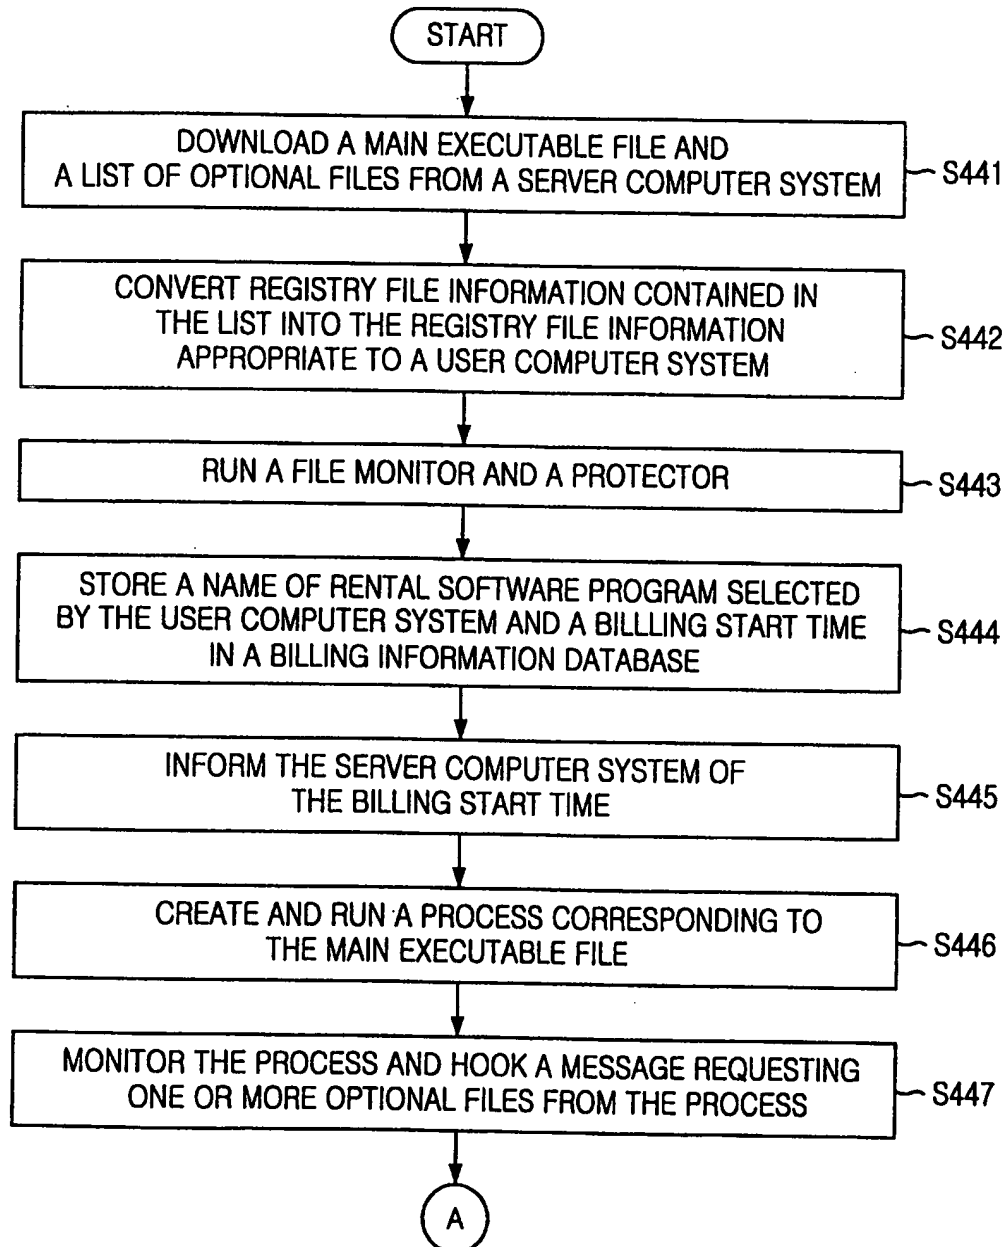 START
DOWNLOAD A MAIN EXECUTABLE FILE AND
A LIST OF OPTIONAL FILES FROM A SERVER COMPUTER SYSTEM
S441
CONVERT REGISTRY FILE INFORMATION CONTAINED IN
THE LIST INTO THE REGISTRY FILE INFORMATION
APPROPRIATE TO A USER COMPUTER SYSTEM
S442
RUN A FILE MONITOR AND A PROTECTOR
S443
STORE A NAME OF RENTAL SOFTWARE PROGRAM SELECTED
BY THE USER COMPUTER SYSTEM AND A BILLLING START TIME
IN A BILLING INFORMATION DATABASE
S444
INFORM THE SERVER COMPUTER SYSTEM OF
THE BILLING START TIME
S445
CREATE AND RUN A PROCESS CORRESPONDING TO
THE MAIN EXECUTABLE FILE
S446
MONITOR THE PROCESS AND HOOK A MESSAGE REQUESTING
ONE OR MORE OPTIONAL FILES FROM THE PROCESS
S447
A